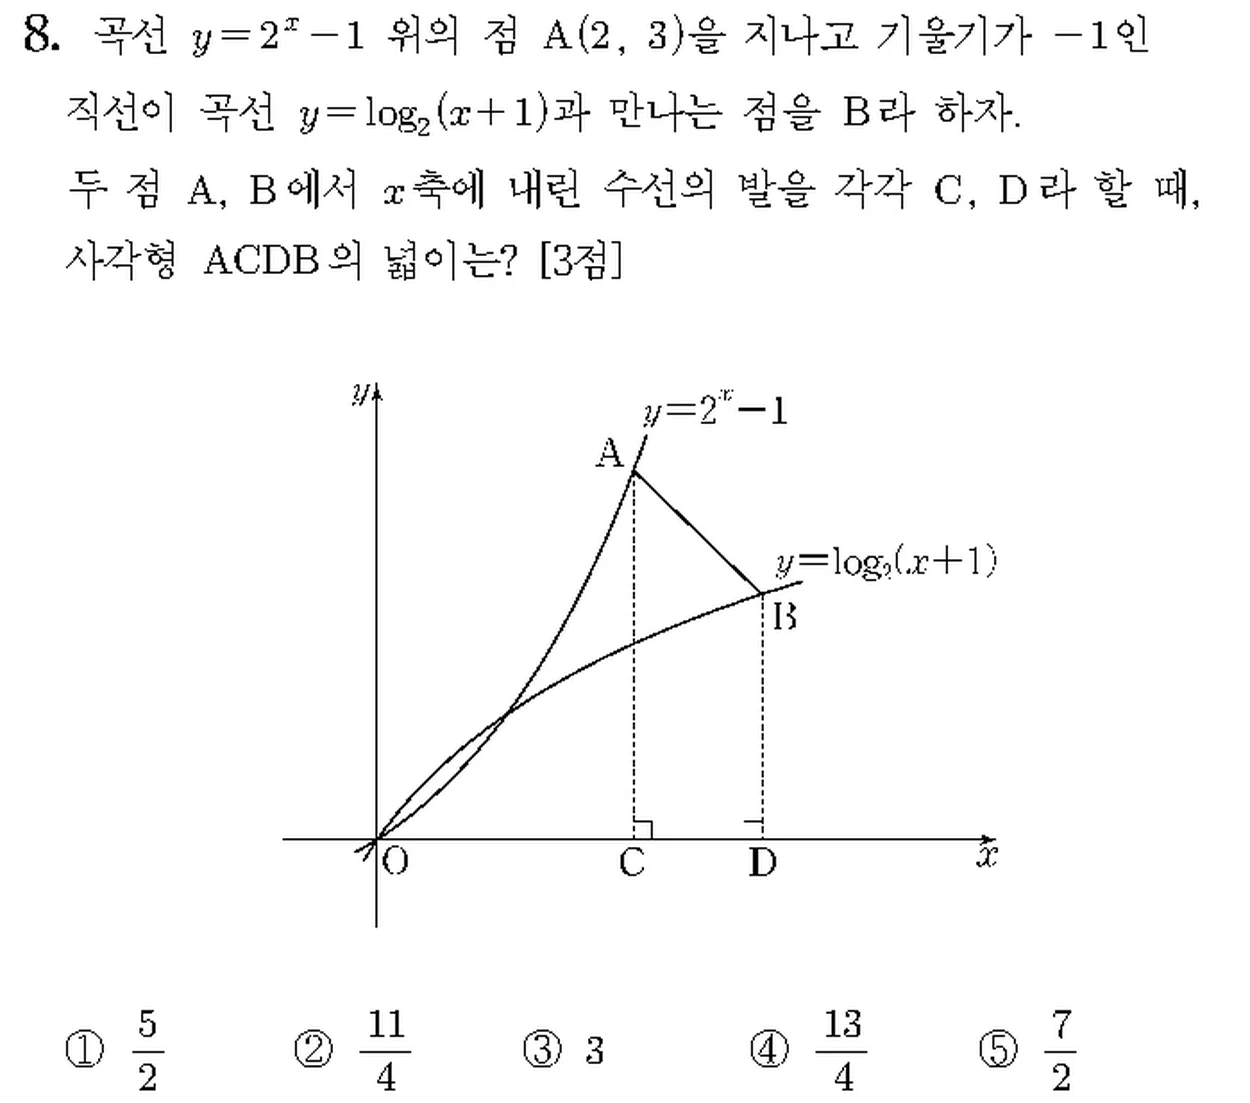 8. 곡선 y=2ˣ-1 위의 점 A(2, 3)을 지나고 기울기가 -1인
직선이 곡선 y=log₂(x+1)과 만나는 점을 B라 하자.
두 점 A, B에서 x축에 내린 수선의 발을 각각 C, D라 할 때,
사각형 ACDB의 넓이는? [3점]
y
y=2ˣ-1
A
y=log₂(x+1)
B
O
C
D
x
① 5/2 ② 11/4 ③ 3 ④ 13/4 ⑤ 7/2